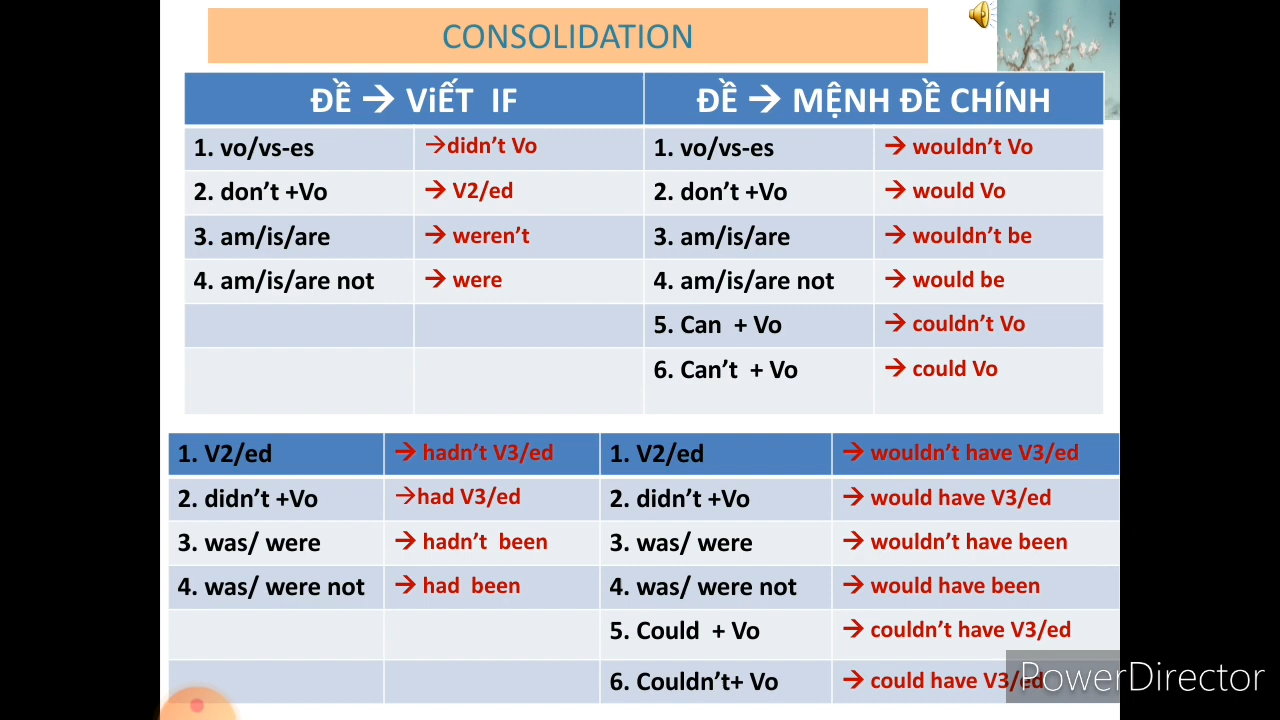 CONSOLIDATION
ĐỀ → ViẾT IF ĐỀ → MỆNH ĐỀ CHÍNH
1. vo/vs-es →didn’t Vo 1. vo/vs-es → wouldn’t Vo
2. don’t +Vo → V2/ed 2. don’t +Vo → would Vo
3. am/is/are → weren’t 3. am/is/are → wouldn’t be
4. am/is/are not → were 4. am/is/are not → would be
5. Can + Vo → couldn’t Vo
6. Can’t + Vo → could Vo
1. V2/ed → hadn’t V3/ed 1. V2/ed → wouldn’t have V3/ed
2. didn’t +Vo →had V3/ed 2. didn’t +Vo → would have V3/ed
3. was/ were → hadn’t been 3. was/ were → wouldn’t have been
4. was/ were not → had been 4. was/ were not → would have been
5. Could + Vo → couldn’t have V3/ed
6. Couldn’t+ Vo → could have V3/ed
PowerDirector